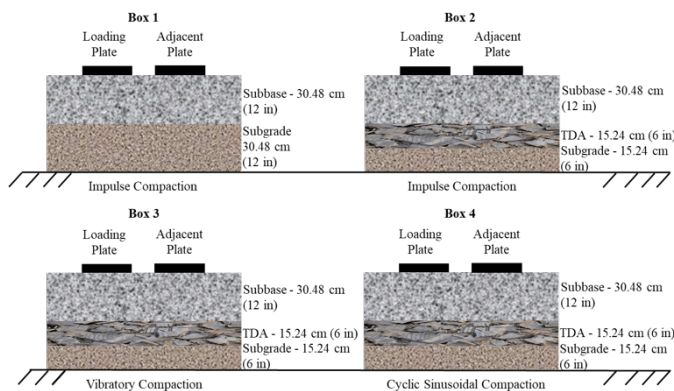 Box 1
Loading
Plate
Adjacent
Plate
Subbase - 30.48 cm
(12 in)
Subgrade
30.48 cm
(12 in)
Impulse Compaction
Box 2
Loading
Plate
Adjacent
Plate
Subbase - 30.48 cm
(12 in)
TDA - 15.24 cm (6 in)
Subgrade - 15.24 cm
(6 in)
Impulse Compaction
Box 3
Loading
Plate
Adjacent
Plate
Subbase - 30.48 cm
(12 in)
TDA - 15.24 cm (6 in)
Subgrade - 15.24 cm
(6 in)
Vibratory Compaction
Box 4
Loading
Plate
Adjacent
Plate
Subbase - 30.48 cm
(12 in)
TDA - 15.24 cm (6 in)
Subgrade - 15.24 cm
(6 in)
Cyclic Sinusoidal Compaction